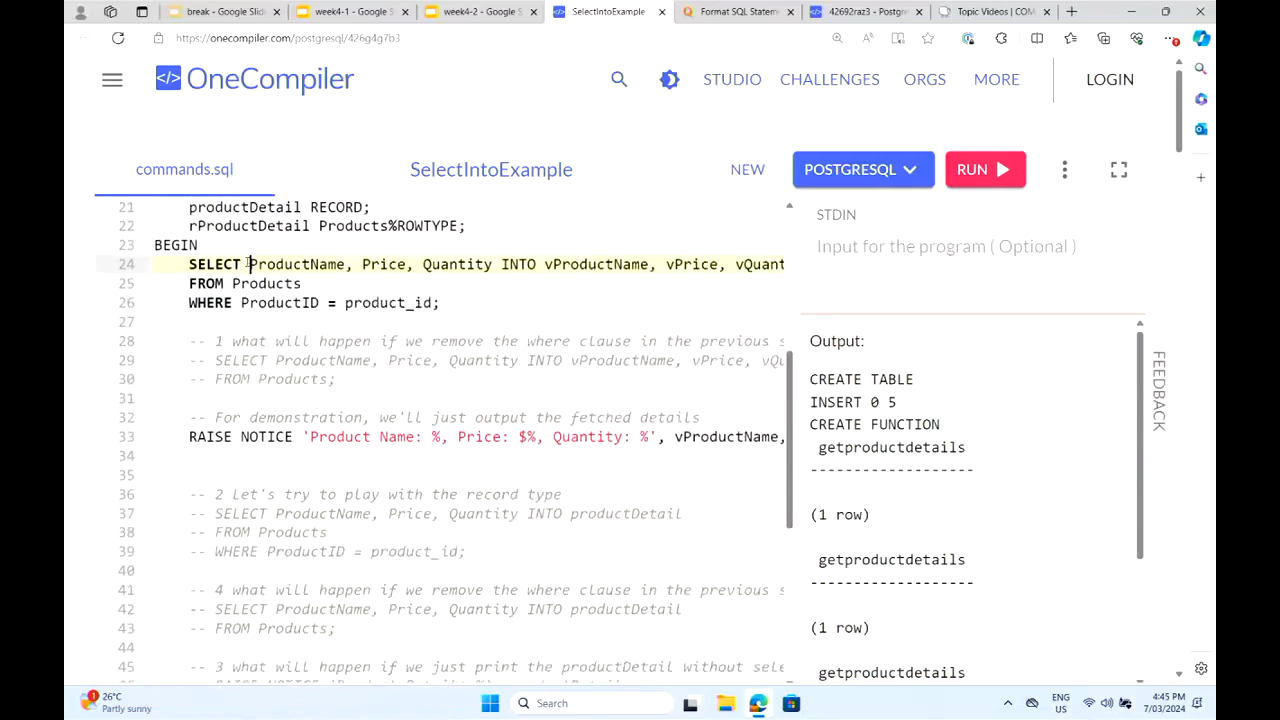 break - Google Slide
week4-1 - Google S
week4-2 - Google S
SelectIntoExample
Format SQL Stateme
42692raz3 - Postgr
Topic Videos | COM
https://onecompiler.com/postgresql/426g4g7b3
OneCompiler
STUDIO
CHALLENGES
ORGS
MORE
LOGIN
commands.sql
SelectIntoExample
NEW
POSTGRESQL
RUN
21 productDetail RECORD;
22 rProductDetail Products%ROWTYPE;
23 BEGIN
24 SELECT ProductName, Price, Quantity INTO vProductName, vPrice, vQuant
25 FROM Products
26 WHERE ProductID = product_id;
27
28 -- 1 what will happen if we remove the where clause in the previous s
29 -- SELECT ProductName, Price, Quantity INTO vProductName, vPrice, vQu
30 -- FROM Products;
31
32 -- For demonstration, we'll just output the fetched details
33 RAISE NOTICE 'Product Name: %, Price: $%, Quantity: %', vProductName,
34
35
36 -- 2 Let's try to play with the record type
37 -- SELECT ProductName, Price, Quantity INTO productDetail
38 -- FROM Products
39 -- WHERE ProductID = product_id;
40
41 -- 4 what will happen if we remove the where clause in the previous s
42 -- SELECT ProductName, Price, Quantity INTO productDetail
43 -- FROM Products;
44
45 -- 3 what will happen if we just print the productDetail without sele
STDIN
Input for the program ( Optional )
Output:
CREATE TABLE
INSERT 0 5
CREATE FUNCTION
getproductdetails
-------------------
(1 row)
getproductdetails
-------------------
(1 row)
getproductdetails
FEEDBACK
1
26°C
Partly sunny
Search
ENG
US
4:45 PM
7/03/2024